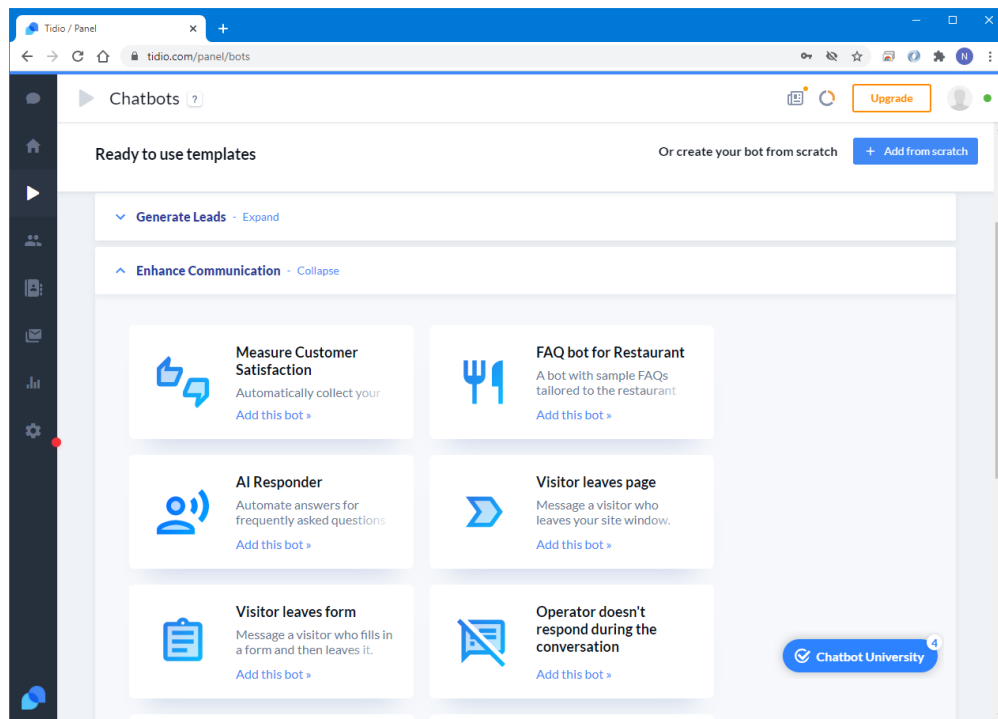 Tidio / Panel
tidio.com/panel/bots
N
Chatbots ?
Upgrade
Ready to use templates
Or create your bot from scratch
+ Add from scratch
Generate Leads - Expand
Enhance Communication - Collapse
Measure Customer
Satisfaction
Automatically collect your
Add this bot »
FAQ bot for Restaurant
A bot with sample FAQs
tailored to the restaurant
Add this bot »
AI Responder
Automate answers for
frequently asked questions
Add this bot »
Visitor leaves page
Message a visitor who
leaves your site window.
Add this bot »
Visitor leaves form
Message a visitor who fills in
a form and then leaves it.
Add this bot »
Operator doesn't
respond during the
conversation
Add this bot »
Chatbot University
4